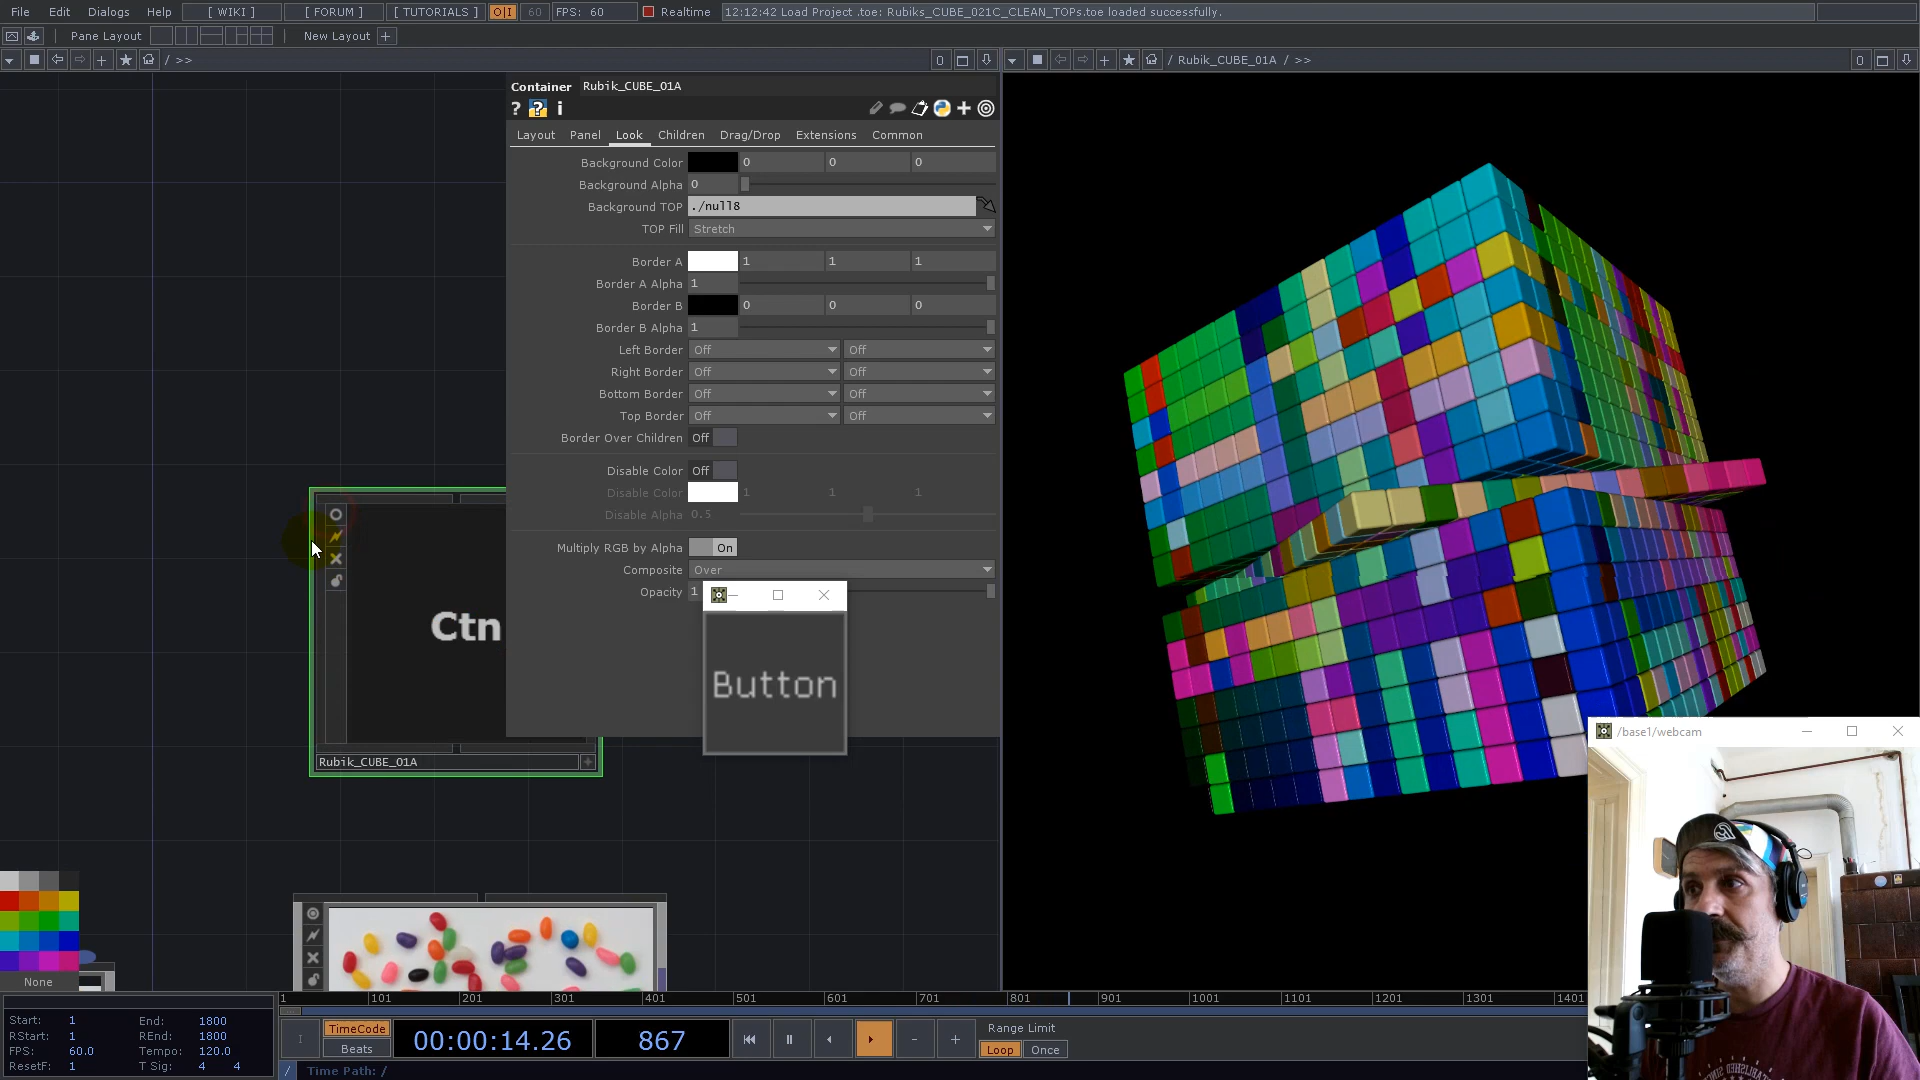 File Edit Dialogs Help [ WIKI ] [ FORUM ] [ TUTORIALS ] O|I 60 FPS: 60 Realtime 12:12:42 Load Project .toe: Rubiks_CUBE_021C_CLEAN_TOPs.toe loaded successfully.
Pane Layout New Layout +
/ >> 0
/ Rubik_CUBE_01A / >> 0
Container Rubik_CUBE_01A
? ? i
Layout Panel Look Children Drag/Drop Extensions Common
Background Color 0 0 0
Background Alpha 0
Background TOP ./null8
TOP Fill Stretch
Border A 1 1 1
Border A Alpha 1
Border B 0 0 0
Border B Alpha 1
Left Border Off Off
Right Border Off Off
Bottom Border Off Off
Top Border Off Off
Border Over Children Off
Disable Color Off
Disable Color 1 1 1
Disable Alpha 0.5
Multiply RGB by Alpha On
Composite Over
Opacity 1
Button
Ctn
Rubik_CUBE_01A
/base1/webcam
None
1 101 201 301 401 501 601 701 801 901 1001 1101 1201 1301 1401
Start: 1 End: 1800
RStart: 1 REnd: 1800
FPS: 60.0 Tempo: 120.0
ResetF: 1 T Sig: 4 4
TimeCode
Beats
00:00:14.26
867
Range Limit
Loop Once
/ Time Path: /